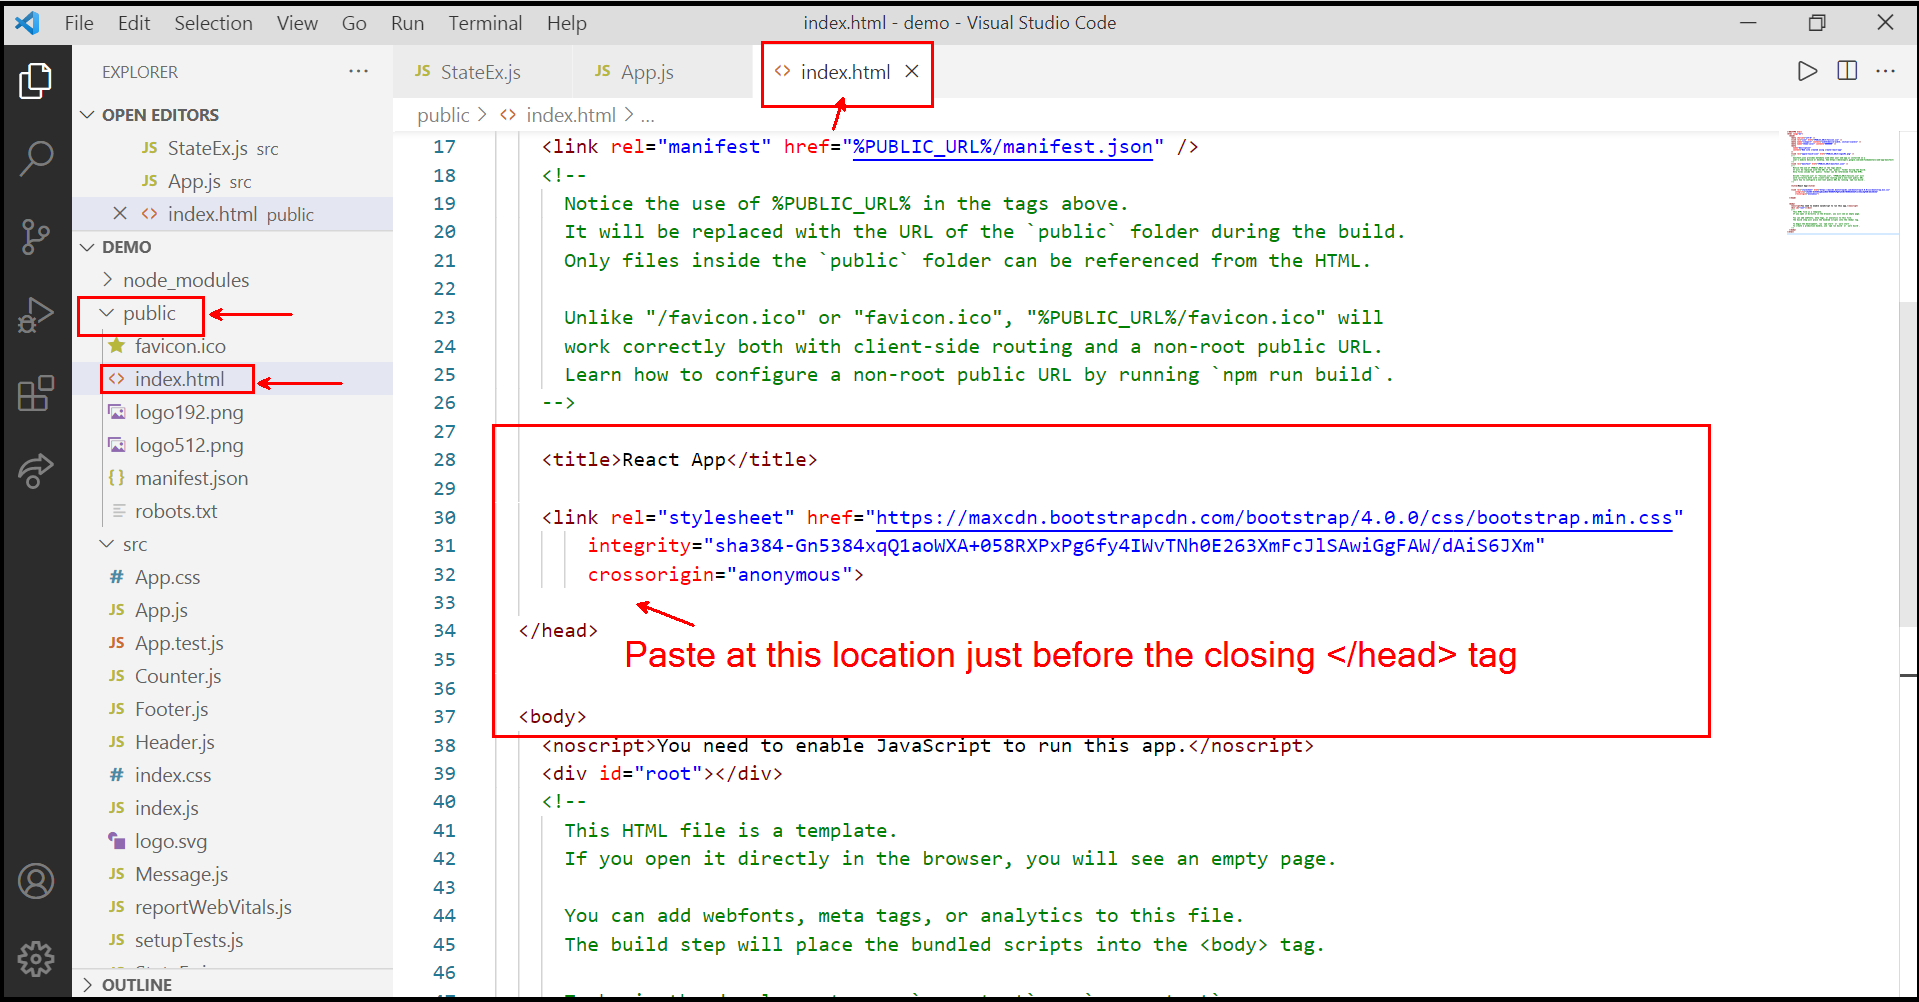 File Edit Selection View Go Run Terminal Help index.html - demo - Visual Studio Code
EXPLORER
OPEN EDITORS
JS StateEx.js src
JS App.js src
index.html public
DEMO
node_modules
public
favicon.ico
index.html
logo192.png
logo512.png
manifest.json
robots.txt
src
# App.css
JS App.js
JS App.test.js
JS Counter.js
JS Footer.js
JS Header.js
# index.css
JS index.js
logo.svg
JS Message.js
JS reportWebVitals.js
JS setupTests.js
OUTLINE
JS StateEx.js JS App.js <> index.html
public > <> index.html > ...
17 <link rel="manifest" href="%PUBLIC_URL%/manifest.json" />
18 <!--
19 Notice the use of %PUBLIC_URL% in the tags above.
20 It will be replaced with the URL of the `public` folder during the build.
21 Only files inside the `public` folder can be referenced from the HTML.
22
23 Unlike "/favicon.ico" or "favicon.ico", "%PUBLIC_URL%/favicon.ico" will
24 work correctly both with client-side routing and a non-root public URL.
25 Learn how to configure a non-root public URL by running `npm run build`.
26 -->
27
28 <title>React App</title>
29
30 <link rel="stylesheet" href="https://maxcdn.bootstrapcdn.com/bootstrap/4.0.0/css/bootstrap.min.css"
31 integrity="sha384-Gn5384xqQ1aoWXA+058RXPxPg6fy4IWvTNh0E263XmFcJlSAwiGgFAW/dAiS6JXm"
32 crossorigin="anonymous">
33
34 </head>
Paste at this location just before the closing </head> tag
35
36
37 <body>
38 <noscript>You need to enable JavaScript to run this app.</noscript>
39 <div id="root"></div>
40 <!--
41 This HTML file is a template.
42 If you open it directly in the browser, you will see an empty page.
43
44 You can add webfonts, meta tags, or analytics to this file.
45 The build step will place the bundled scripts into the <body> tag.
46